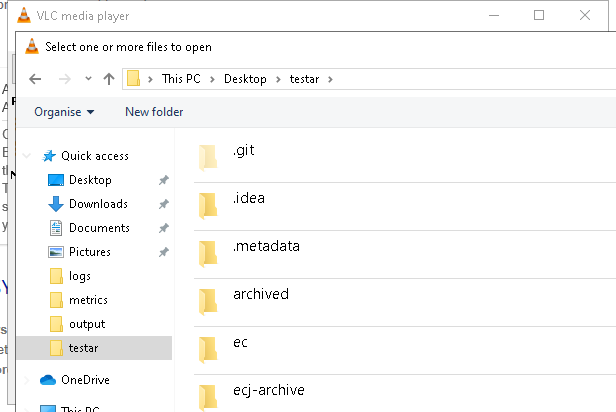 VLC media player
Select one or more files to open
This PC > Desktop > testar >
Organise New folder
Quick access
Desktop
Downloads
Documents
Pictures
logs
metrics
output
testar
OneDrive
This PC
.git
.idea
.metadata
archived
ec
ecj-archive